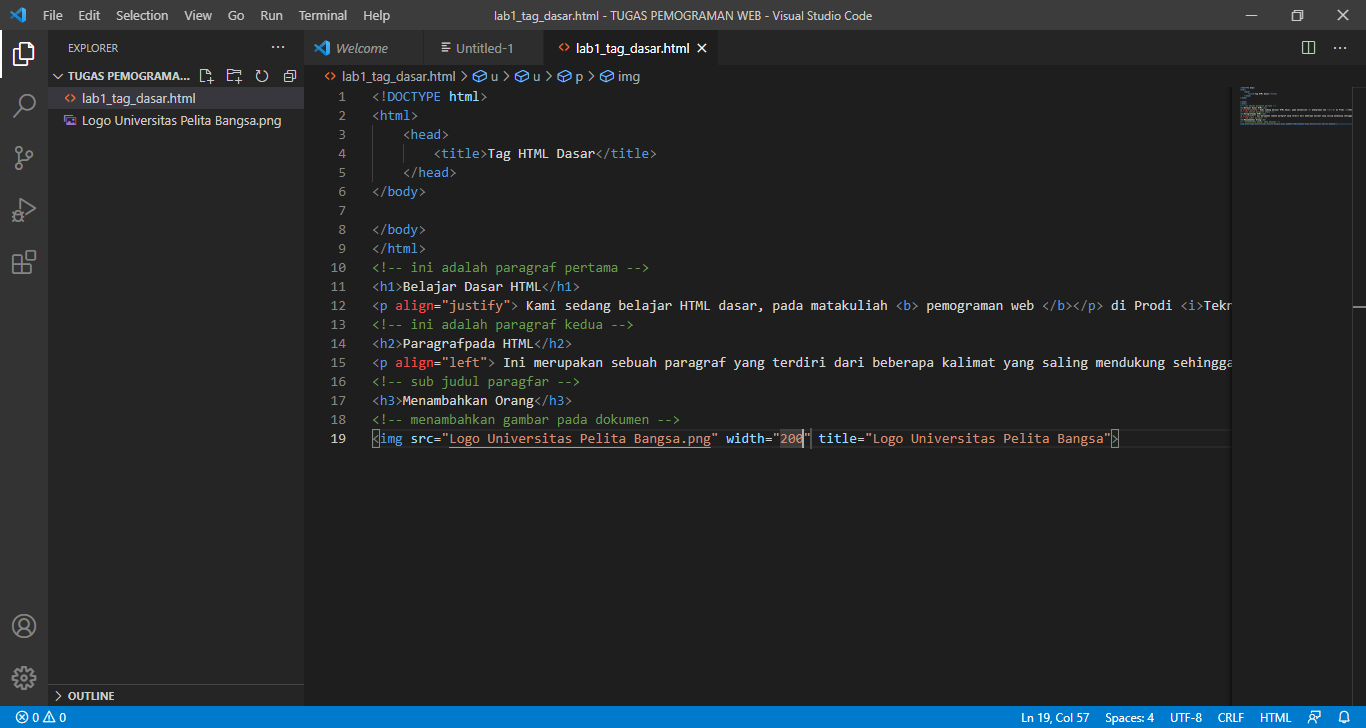 File Edit Selection View Go Run Terminal Help lab1_tag_dasar.html - TUGAS PEMOGRAMAN WEB - Visual Studio Code
EXPLORER
TUGAS PEMOGRAMA...
lab1_tag_dasar.html
Logo Universitas Pelita Bangsa.png
OUTLINE
Welcome Untitled-1 lab1_tag_dasar.html
lab1_tag_dasar.html > u > u > p > img
1 <!DOCTYPE html>
2 <html>
3 <head>
4 <title>Tag HTML Dasar</title>
5 </head>
6 </body>
7
8 </body>
9 </html>
10 <!-- ini adalah paragraf pertama -->
11 <h1>Belajar Dasar HTML</h1>
12 <p align="justify"> Kami sedang belajar HTML dasar, pada matakuliah <b> pemograman web </b></p> di Prodi <i>Tekn
13 <!-- ini adalah paragraf kedua -->
14 <h2>Paragrafpada HTML</h2>
15 <p align="left"> Ini merupakan sebuah paragraf yang terdiri dari beberapa kalimat yang saling mendukung sehingga
16 <!-- sub judul paragfar -->
17 <h3>Menambahkan Orang</h3>
18 <!-- menambahkan gambar pada dokumen -->
19 <img src="Logo Universitas Pelita Bangsa.png" width="200" title="Logo Universitas Pelita Bangsa">
0 0 Ln 19, Col 57 Spaces: 4 UTF-8 CRLF HTML